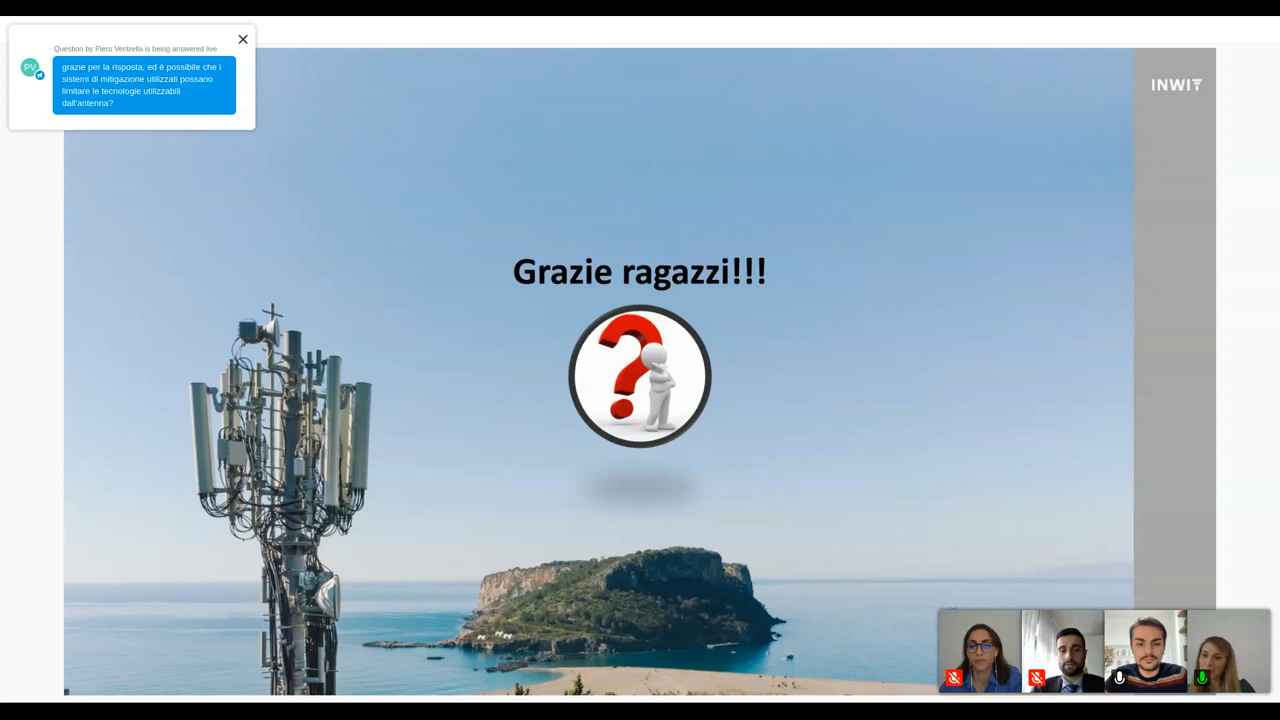 Question by Piero Ventrella is being answered live
PV
grazie per la risposta, ed è possibile che i
sistemi di mitigazione utilizzati possano
limitare le tecnologie utilizzabili
dall'antenna?
INWIT
Grazie ragazzi!!!